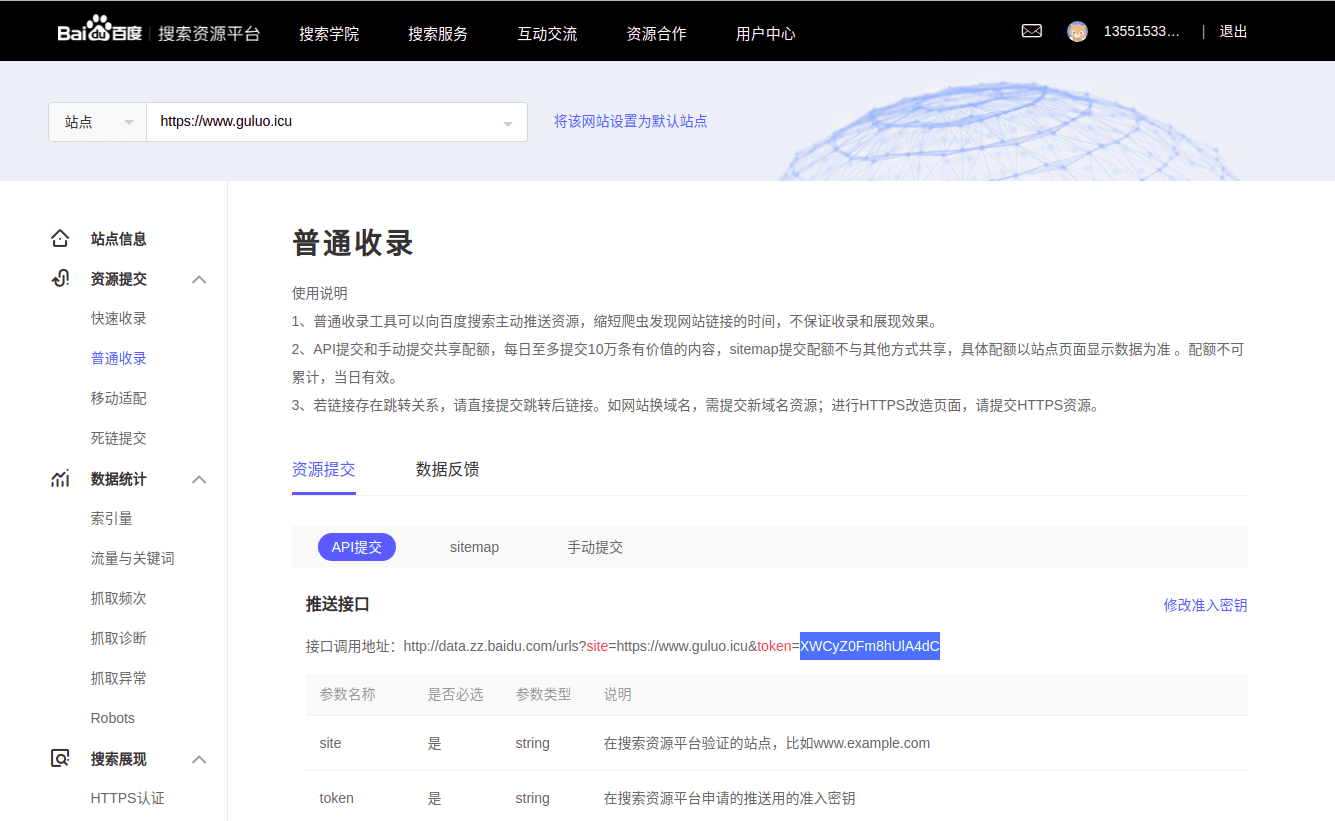 Bai百度 | 搜索资源平台 搜索学院 搜索服务 互动交流 资源合作 用户中心 13551533... | 退出
站点 https://www.guluo.icu 将该网站设置为默认站点
站点信息
资源提交
快速收录
普通收录
移动适配
死链提交
数据统计
索引量
流量与关键词
抓取频次
抓取诊断
抓取异常
Robots
搜索展现
HTTPS认证
普通收录
使用说明
1、普通收录工具可以向百度搜索主动推送资源，缩短爬虫发现网站链接的时间，不保证收录和展现效果。
2、API提交和手动提交共享配额，每日至多提交10万条有价值的内容，sitemap提交配额不与其他方式共享，具体配额以站点页面显示数据为准 。配额不可
累计，当日有效。
3、若链接存在跳转关系，请直接提交跳转后链接。如网站换域名，需提交新域名资源；进行HTTPS改造页面，请提交HTTPS资源。
资源提交 数据反馈
API提交 sitemap 手动提交
推送接口 修改准入密钥
接口调用地址：http://data.zz.baidu.com/urls?site=https://www.guluo.icu&token=XWCyZ0Fm8hUlA4dC
参数名称 是否必选 参数类型 说明
site 是 string 在搜索资源平台验证的站点，比如www.example.com
token 是 string 在搜索资源平台申请的推送用的准入密钥